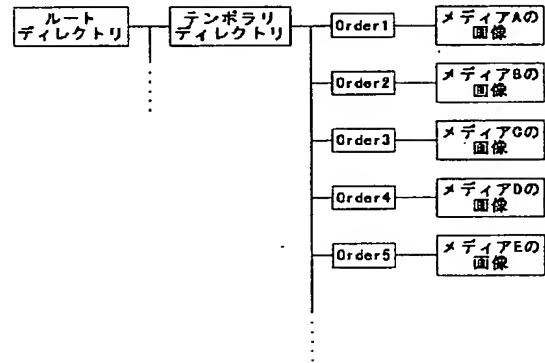 ルート
ディレクトリ
テンポラリ
ディレクトリ
Order1
メディアAの
画像
Order2
メディアBの
画像
Order3
メディアCの
画像
Order4
メディアDの
画像
Order5
メディアEの
画像